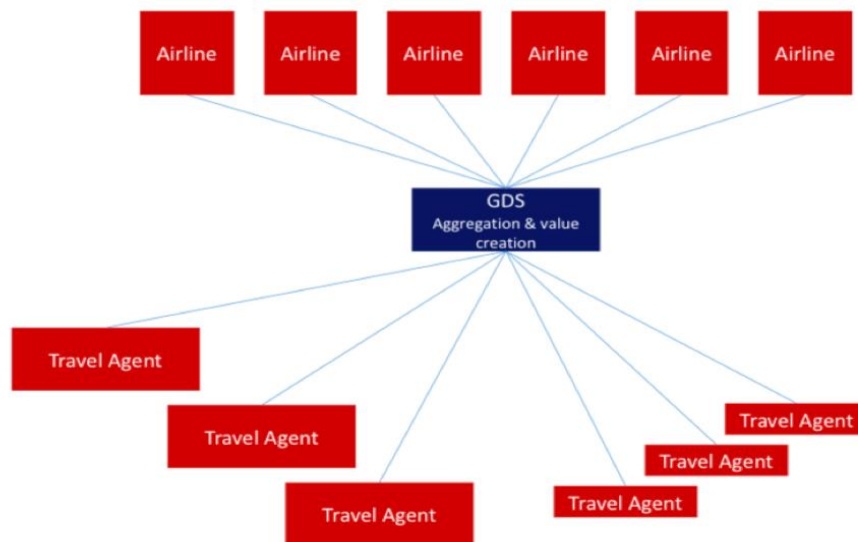 Airline
Airline
Airline
Airline
Airline
Airline
GDS
Aggregation & value
creation
Travel Agent
Travel Agent
Travel Agent
Travel Agent
Travel Agent
Travel Agent